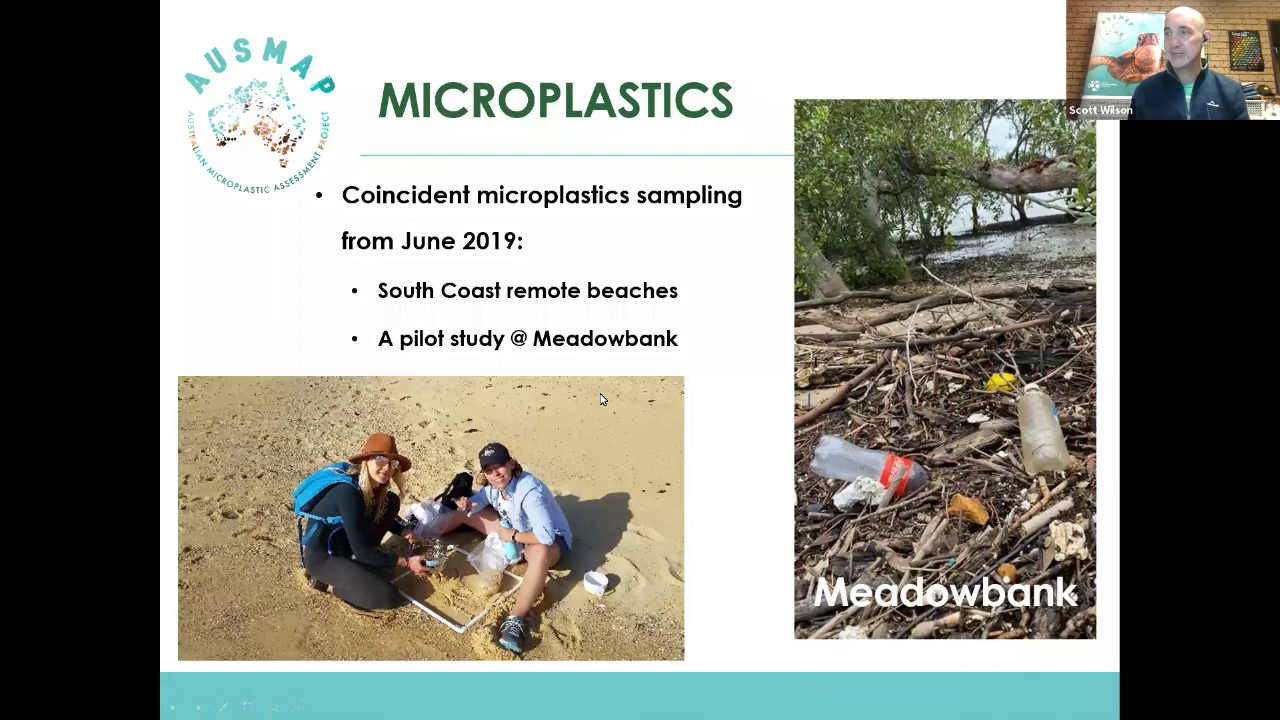 AUSMAP
AUSTRALIAN MICROPLASTIC ASSESSMENT PROJECT
MICROPLASTICS
• Coincident microplastics sampling
from June 2019:
• South Coast remote beaches
• A pilot study @ Meadowbank
Meadowbank
AUSMAP
Scott Wilson